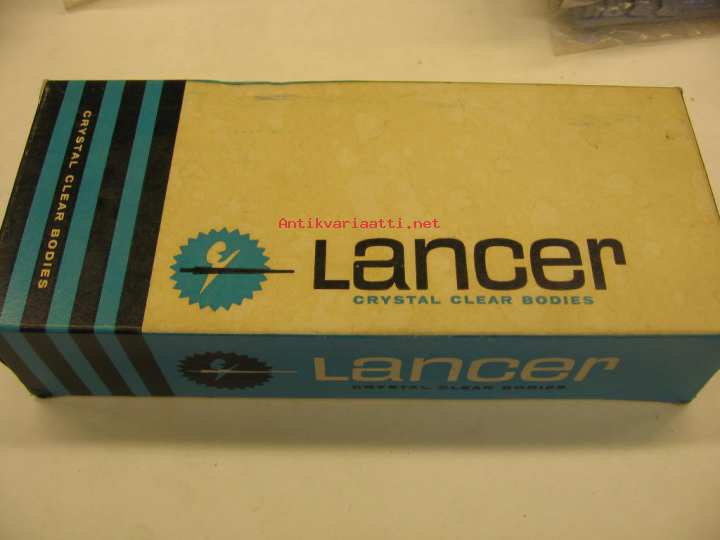 CRYSTAL CLEAR BODIES
Antikvariaatti.net
Lancer
CRYSTAL CLEAR BODIES
Lancer
CRYSTAL CLEAR BODIES